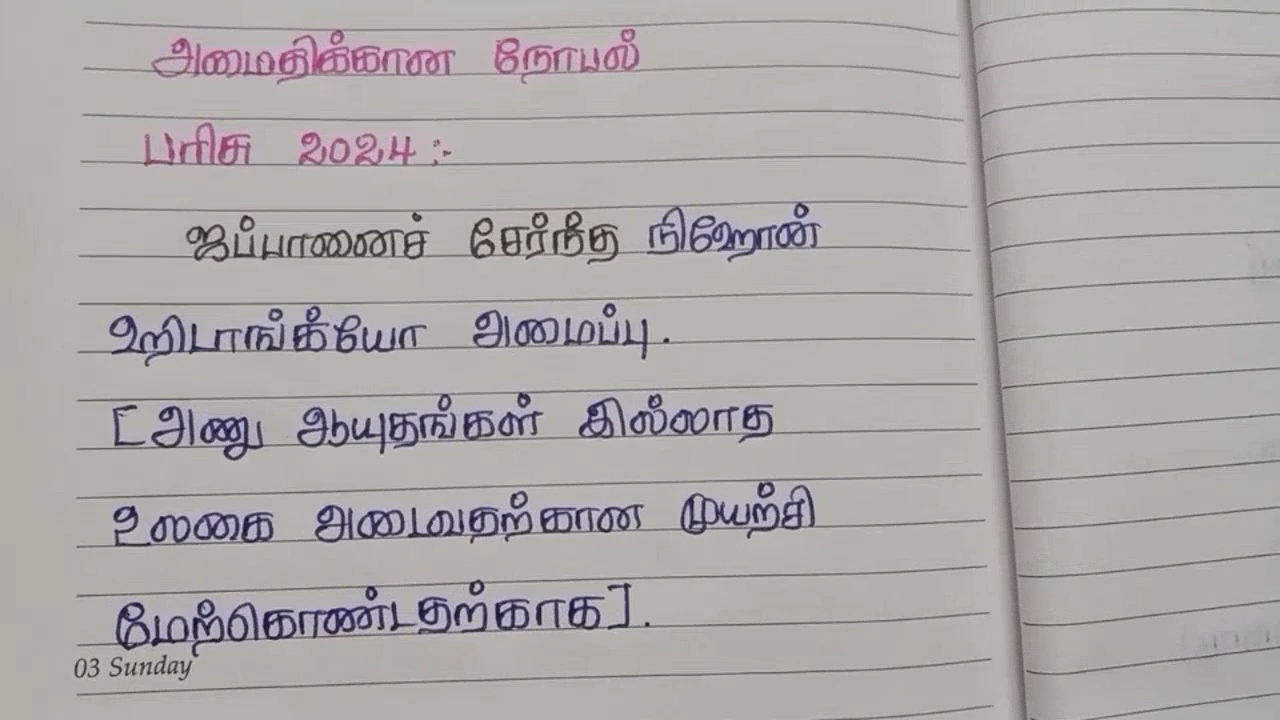 அமைதிக்கான நோபல்
பரிசு 2024 :-
ஜப்பானைச் சேர்ந்த நிஹோன்
ஹிடாங்க்யோ அமைப்பு.
[அணு ஆயுதங்கள் இல்லாத
உலகை அடைவதற்கான முயற்சி
மேற்கொண்டதற்காக].
03 Sunday